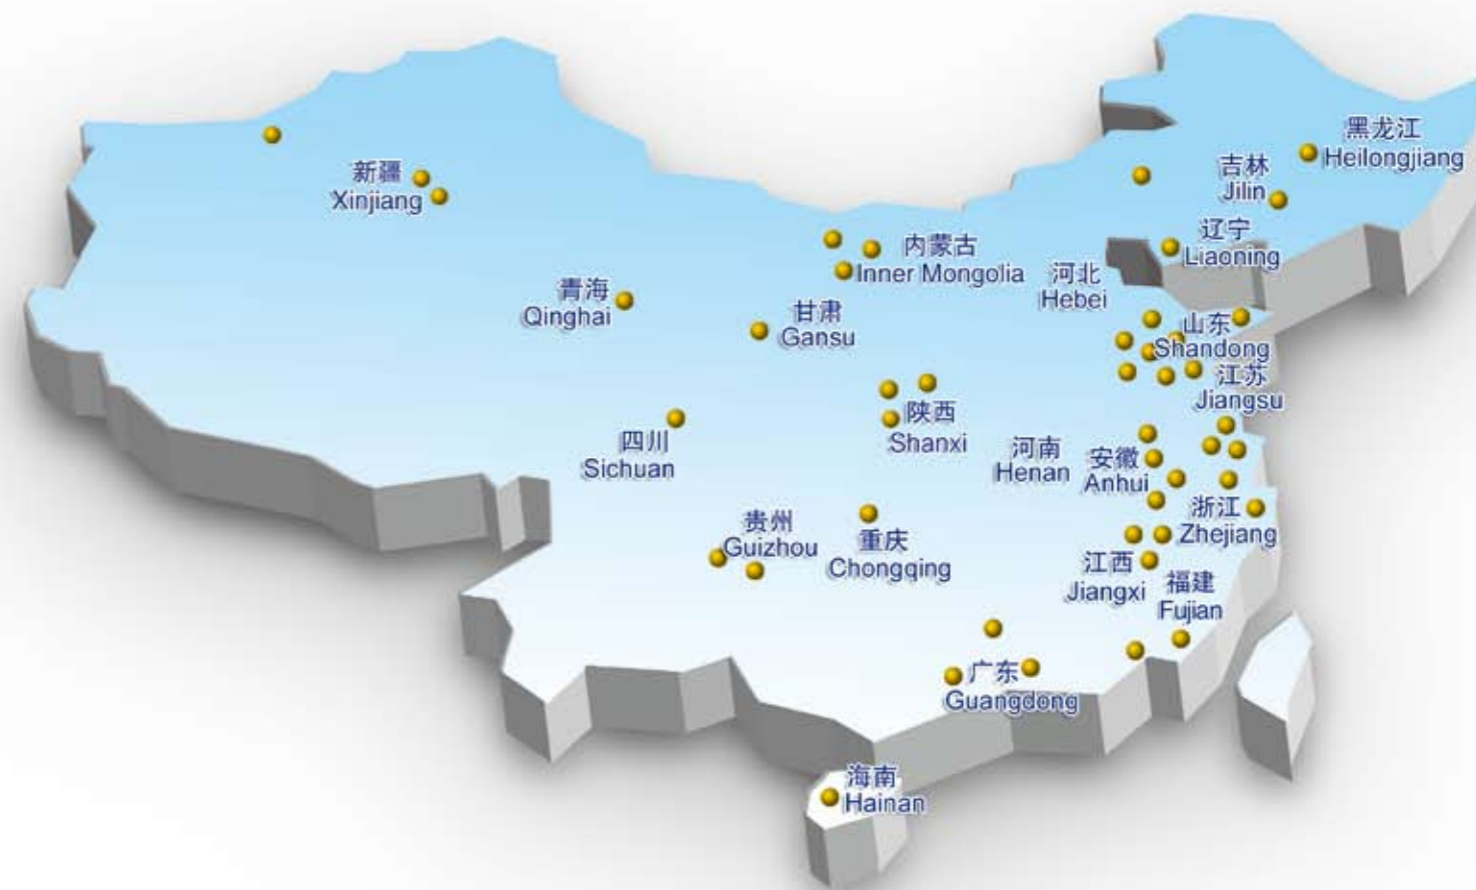 黑龙江
Heilongjiang
吉林
Jilin
新疆
Xinjiang
辽宁
Liaoning
内蒙古
Inner Mongolia
河北
Hebei
青海
Qinghai
甘肃
Gansu
山东
Shandong
江苏
Jiangsu
陕西
Shanxi
四川
Sichuan
河南
Henan
安徽
Anhui
浙江
Zhejiang
贵州
Guizhou
重庆
Chongqing
江西
Jiangxi
福建
Fujian
广东
Guangdong
海南
Hainan